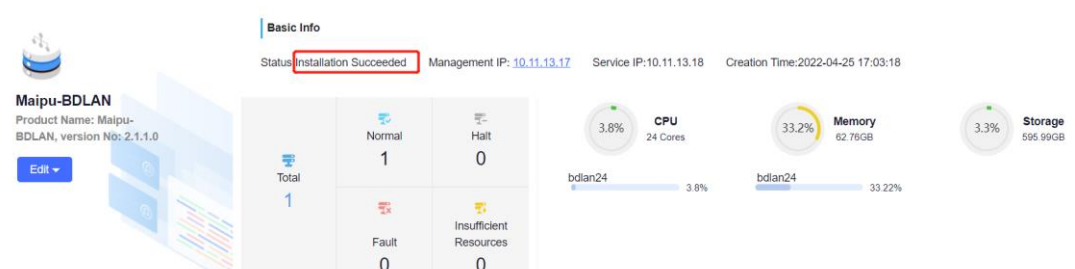 Basic Info
Status:Installation Succeeded Management IP: 10.11.13.17 Service IP:10.11.13.18 Creation Time:2022-04-25 17:03:18
Maipu-BDLAN
Product Name: Maipu-
BDLAN, version No: 2.1.1.0
Edit
Total
1
Normal
1
Halt
0
Fault
0
Insufficient
Resources
0
3.8%
CPU
24 Cores
bdlan24
3.8%
33.2%
Memory
62.76GB
bdlan24
33.22%
3.3%
Storage
595.99GB